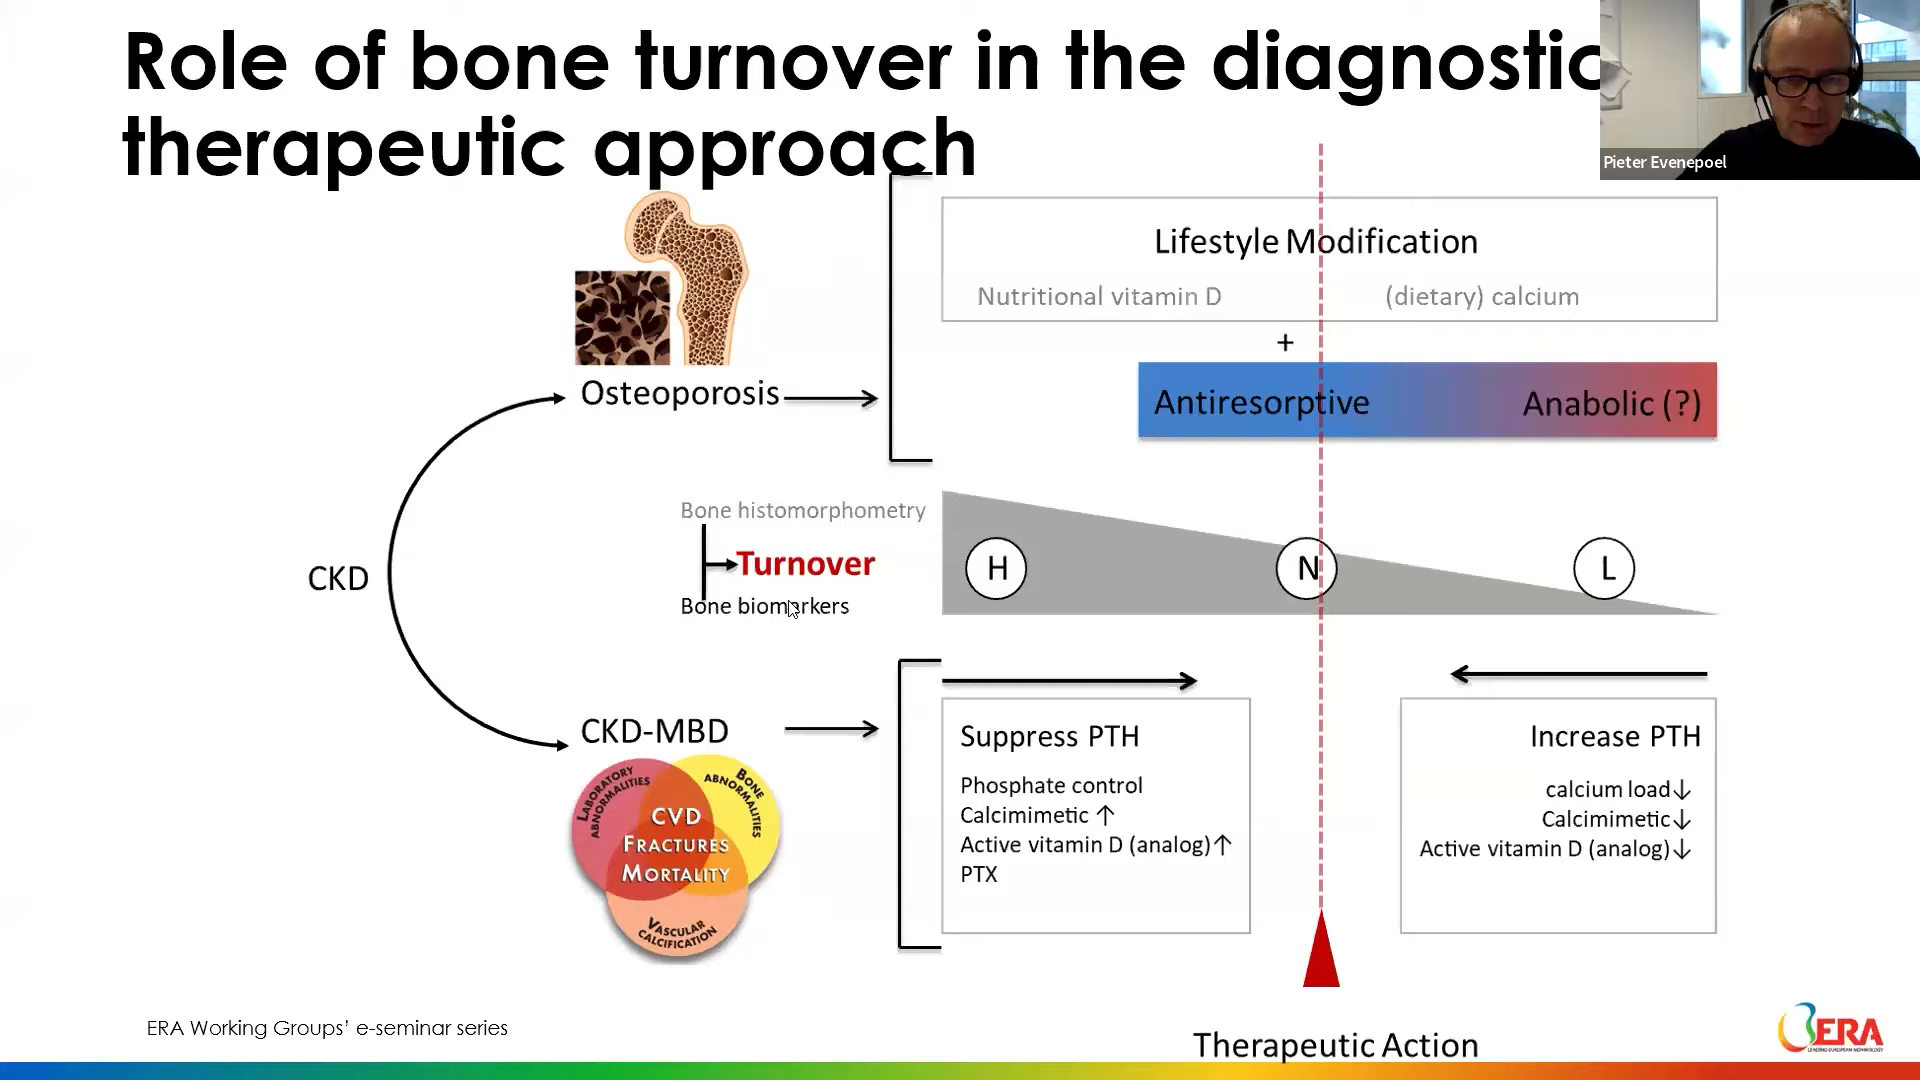 Role of bone turnover in the diagnostic
therapeutic approach
Pieter Evenepoel
Lifestyle Modification
Nutritional vitamin D (dietary) calcium
+
Antiresorptive Anabolic (?)
Osteoporosis
Bone histomorphometry
Turnover
Bone biomarkers
H N L
CKD
CKD-MBD
LABORATORY
ABNORMALITIES
BONE
ABNORMALITIES
CVD
FRACTURES
MORTALITY
VASCULAR
CALCIFICATION
Suppress PTH
Phosphate control
Calcimimetic ↑
Active vitamin D (analog)↑
PTX
Increase PTH
calcium load↓
Calcimimetic↓
Active vitamin D (analog)↓
Therapeutic Action
ERA Working Groups’ e-seminar series
ERA
LEADING EUROPEAN NEPHROLOGY